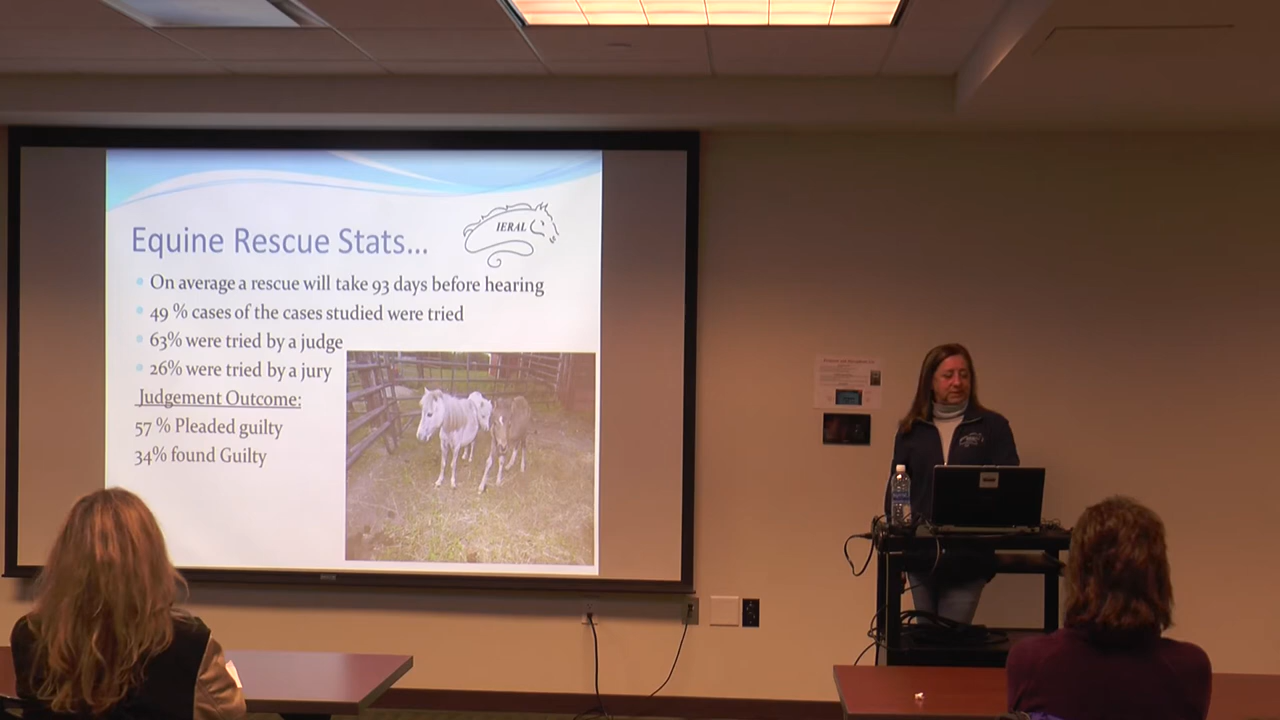 Equine Rescue Stats...
IERAL
On average a rescue will take 93 days before hearing
49 % cases of the cases studied were tried
63% were tried by a judge
26% were tried by a jury
Judgement Outcome:
57 % Pleaded guilty
34% found Guilty